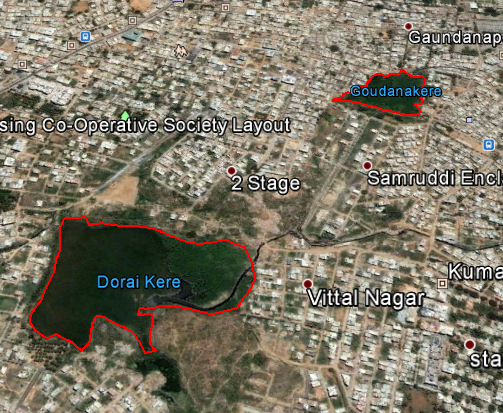 Gaundanap
Goudanakere
sing Co-Operative Society Layout
2 Stage
Samruddi Encl
Dorai Kere
Vittal Nagar
Kuma
sta